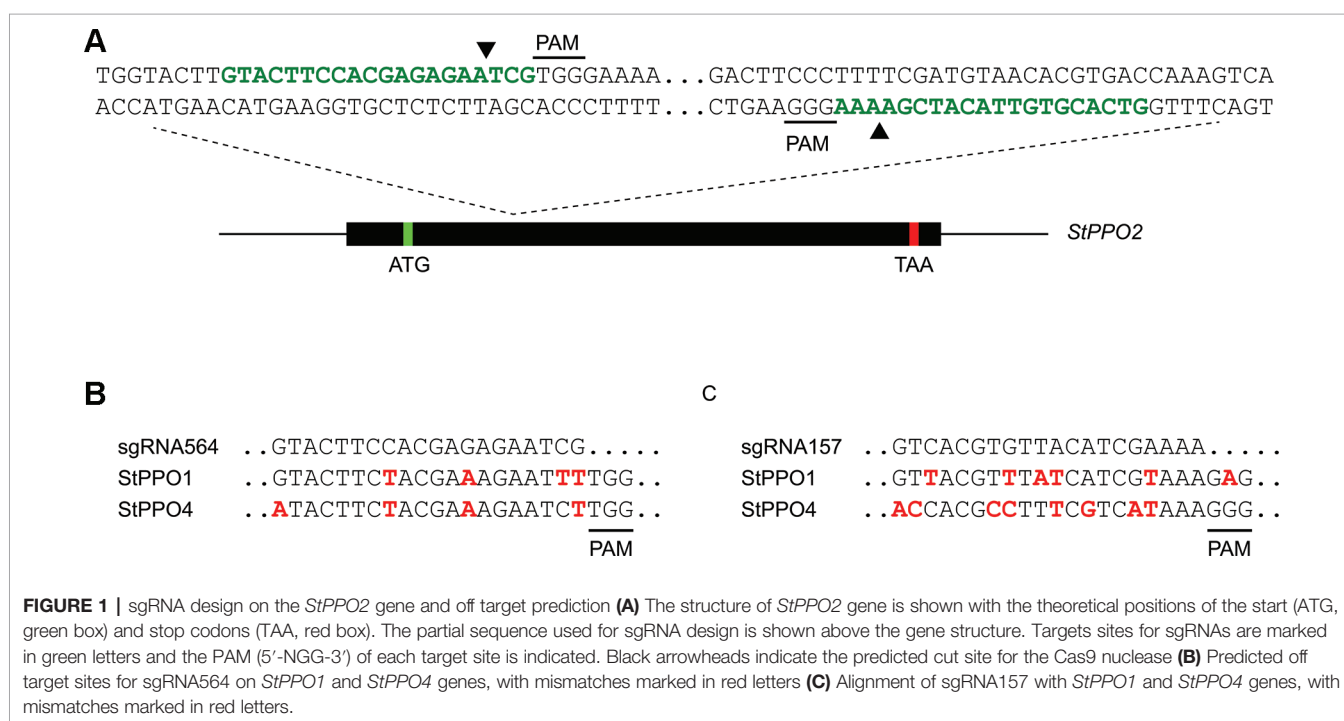 A
PAM
TGGTACTTGTACTTCCACGAGAGAATCGTGGGAAAA...GACTTCCCTTTTCGATGTAACACGTGACCAAAGTCA
ACCATGAACATGAAGGTGCTCTCTTAGCACCCTTTT...CTGAAGGGAAAAGCTACATTGTGCACTGGTTTCAGT
PAM
StPPO2
ATG TAA
B
sgRNA564 ..GTACTTCCACGAGAGAATCG.....
StPPO1 ..GTACTTCTACGAAAGAATTTTGG..
StPPO4 ..ATACTTCTACGAAAGAATCTTGG..
PAM
C
sgRNA157 ..GTCACGTGTTACATCGAAAA.....
StPPO1 ..GTTACGTTTATCATCGTAAAGAG..
StPPO4 ..ACCACGCCTTTCGTCATAAAGGG..
PAM
FIGURE 1 | sgRNA design on the StPPO2 gene and off target prediction (A) The structure of StPPO2 gene is shown with the theoretical positions of the start (ATG,
green box) and stop codons (TAA, red box). The partial sequence used for sgRNA design is shown above the gene structure. Targets sites for sgRNAs are marked
in green letters and the PAM (5′-NGG-3′) of each target site is indicated. Black arrowheads indicate the predicted cut site for the Cas9 nuclease (B) Predicted off
target sites for sgRNA564 on StPPO1 and StPPO4 genes, with mismatches marked in red letters (C) Alignment of sgRNA157 with StPPO1 and StPPO4 genes, with
mismatches marked in red letters.